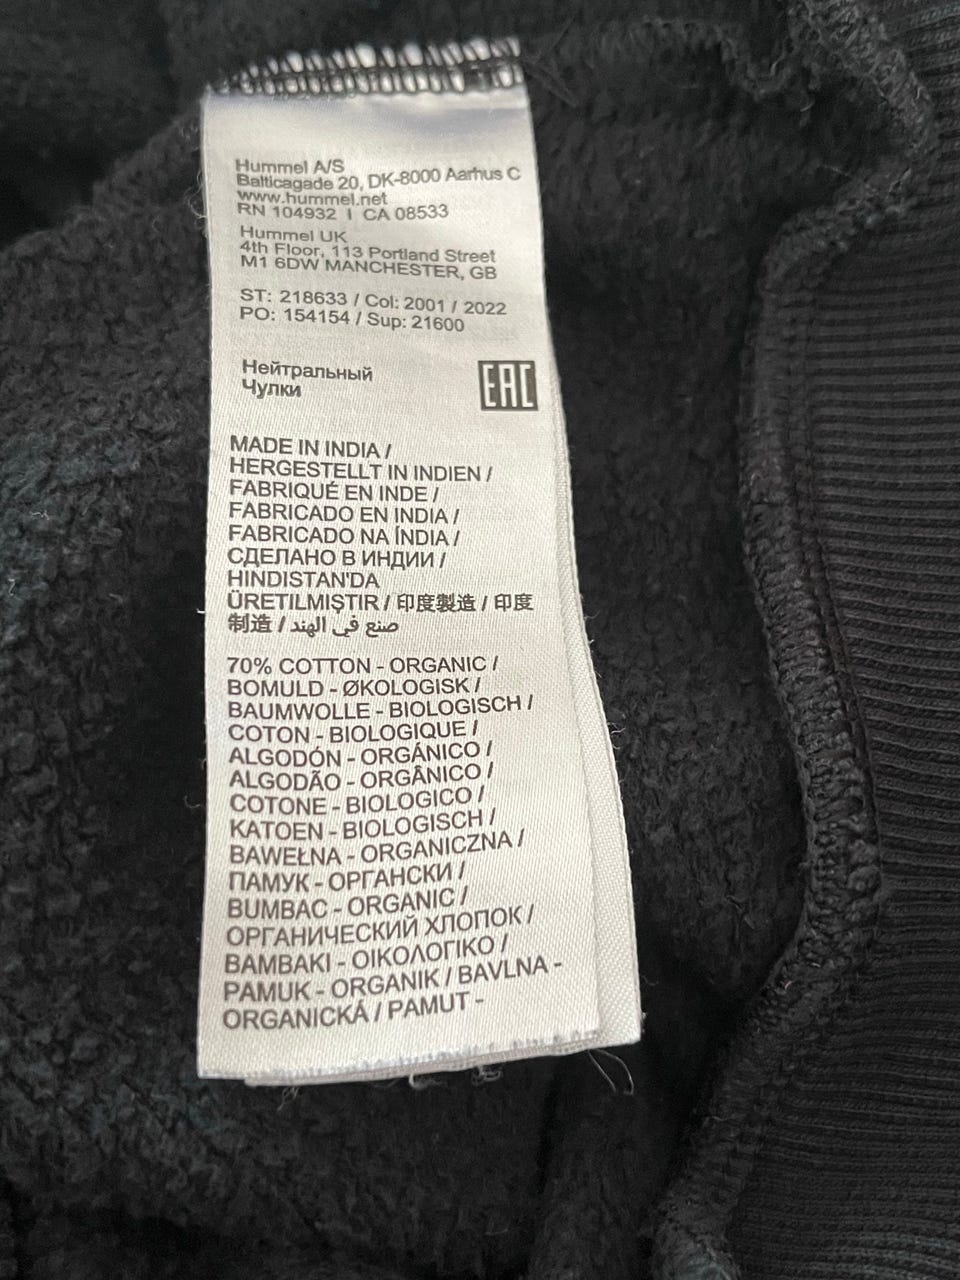 Hummel A/S
Balticagade 20, DK-8000 Aarhus C
www.hummel.net
RN 104932 | CA 08533
Hummel UK
4th Floor, 113 Portland Street
M1 6DW MANCHESTER, GB
ST: 218633 / Col: 2001 / 2022
PO: 154154 / Sup: 21600
Нейтральный
Чулки
EAC
MADE IN INDIA /
HERGESTELLT IN INDIEN /
FABRIQUÉ EN INDE /
FABRICADO EN INDIA /
FABRICADO NA ÍNDIA /
СДЕЛАНО В ИНДИИ /
HINDISTAN'DA
ÜRETILMIŞTIR / 印度製造 / 印度
制造 / صنع في الهند
70% COTTON - ORGANIC /
BOMULD - ØKOLOGISK /
BAUMWOLLE - BIOLOGISCH /
COTON - BIOLOGIQUE /
ALGODÓN - ORGÁNICO /
ALGODÃO - ORGÂNICO /
COTONE - BIOLOGICO /
KATOEN - BIOLOGISCH /
BAWEŁNA - ORGANICZNA /
ПАМУК - ОРГАНСКИ /
BUMBAC - ORGANIC /
ОРГАНИЧЕСКИЙ ХЛОПОК /
ΒΑΜΒΑΚΙ - ΟΙΚΟΛΟΓΙΚΟ /
PAMUK - ORGANIK / BAVLNA -
ORGANICKÁ / PAMUT -